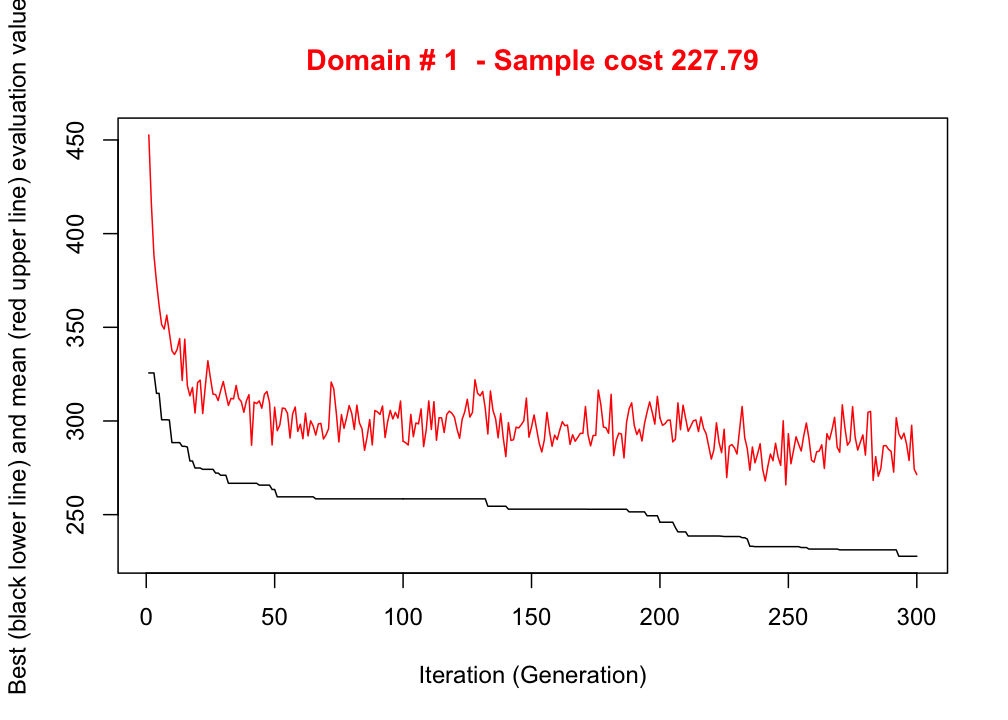 Domain # 1  - Sample cost 227.79
Best (black lower line) and mean (red upper line) evaluation value
450
400
350
300
250
0 50 100 150 200 250 300
Iteration (Generation)